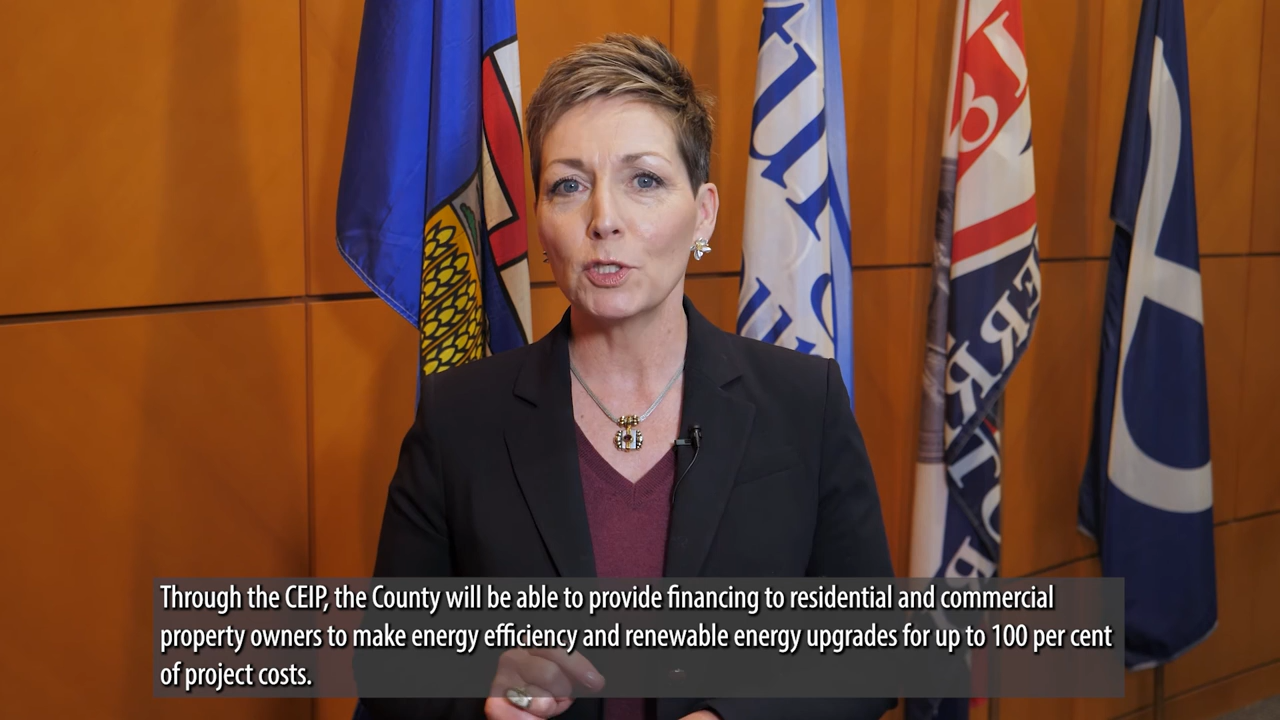 Through the CEIP, the County will be able to provide financing to residential and commercial
property owners to make energy efficiency and renewable energy upgrades for up to 100 per cent
of project costs.